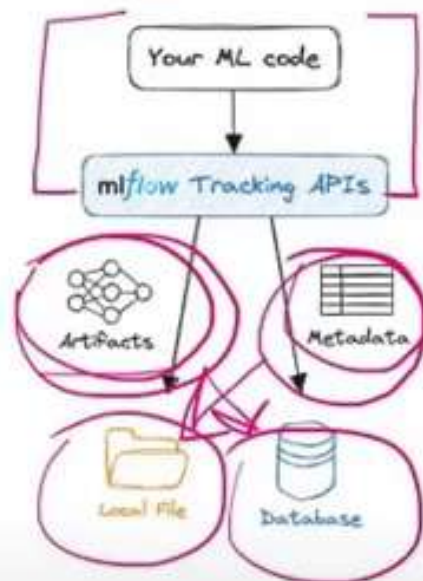 Your ML code
mlflow Tracking APIs
Artifacts
Metadata
Local File
Database